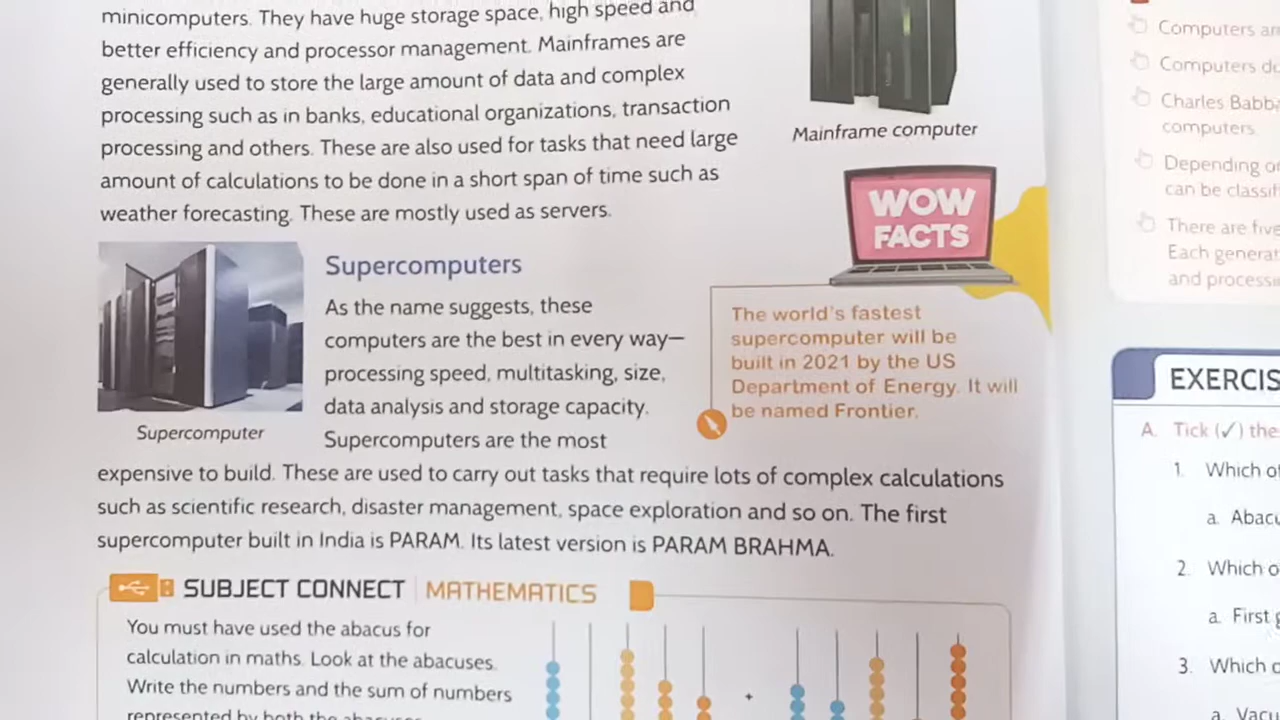 minicomputers. They have huge storage space, high speed and
better efficiency and processor management. Mainframes are
generally used to store the large amount of data and complex
processing such as in banks, educational organizations, transaction
processing and others. These are also used for tasks that need large
amount of calculations to be done in a short span of time such as
weather forecasting. These are mostly used as servers.
Mainframe computer
WOW
FACTS
The world's fastest
supercomputer will be
built in 2021 by the US
Department of Energy. It will
be named Frontier.
Supercomputers
As the name suggests, these
computers are the best in every way—
processing speed, multitasking, size,
data analysis and storage capacity.
Supercomputers are the most
Supercomputer
expensive to build. These are used to carry out tasks that require lots of complex calculations
such as scientific research, disaster management, space exploration and so on. The first
supercomputer built in India is PARAM. Its latest version is PARAM BRAHMA.
SUBJECT CONNECT MATHEMATICS
You must have used the abacus for
calculation in maths. Look at the abacuses.
Write the numbers and the sum of numbers
represented by both the abacuses.
+
Computers
Computers
Charles
computers.
Depending
can be
There are five
Each
and
A. Tick (✓) the
1. Which
a.
2. Which
a. First
3. Which
a.